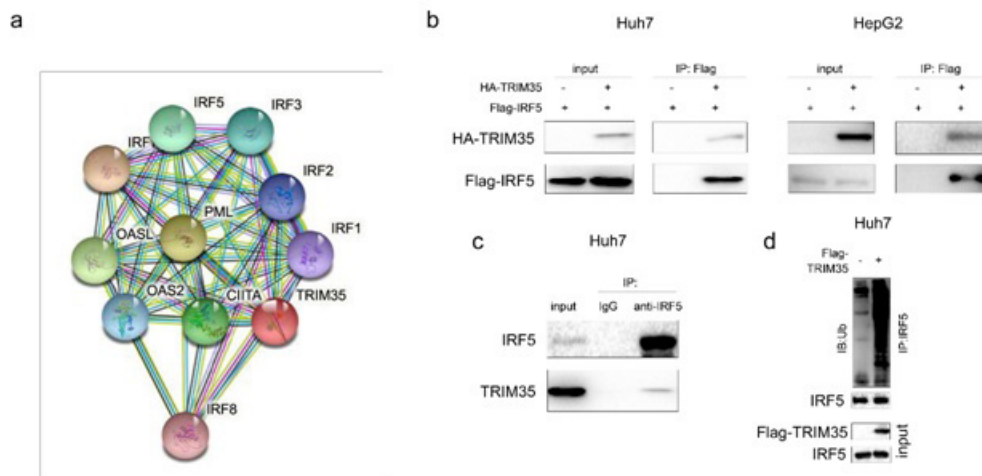 a
IRF5
IRF3
IRF
IRF2
PML
OASL
IRF1
OAS2
CIITA
TRIM35
IRF8
b
Huh7
HepG2
input
IP: Flag
input
IP: Flag
HA-TRIM35 - + - + - + - +
Flag-IRF5 + + + + + + + +
HA-TRIM35
Flag-IRF5
c
Huh7
IP:
input IgG anti-IRF5
IRF5
TRIM35
d
Huh7
Flag-
TRIM35
- +
IB:Ub
IP:IRF5
IRF5
Flag-TRIM35
IRF5
input